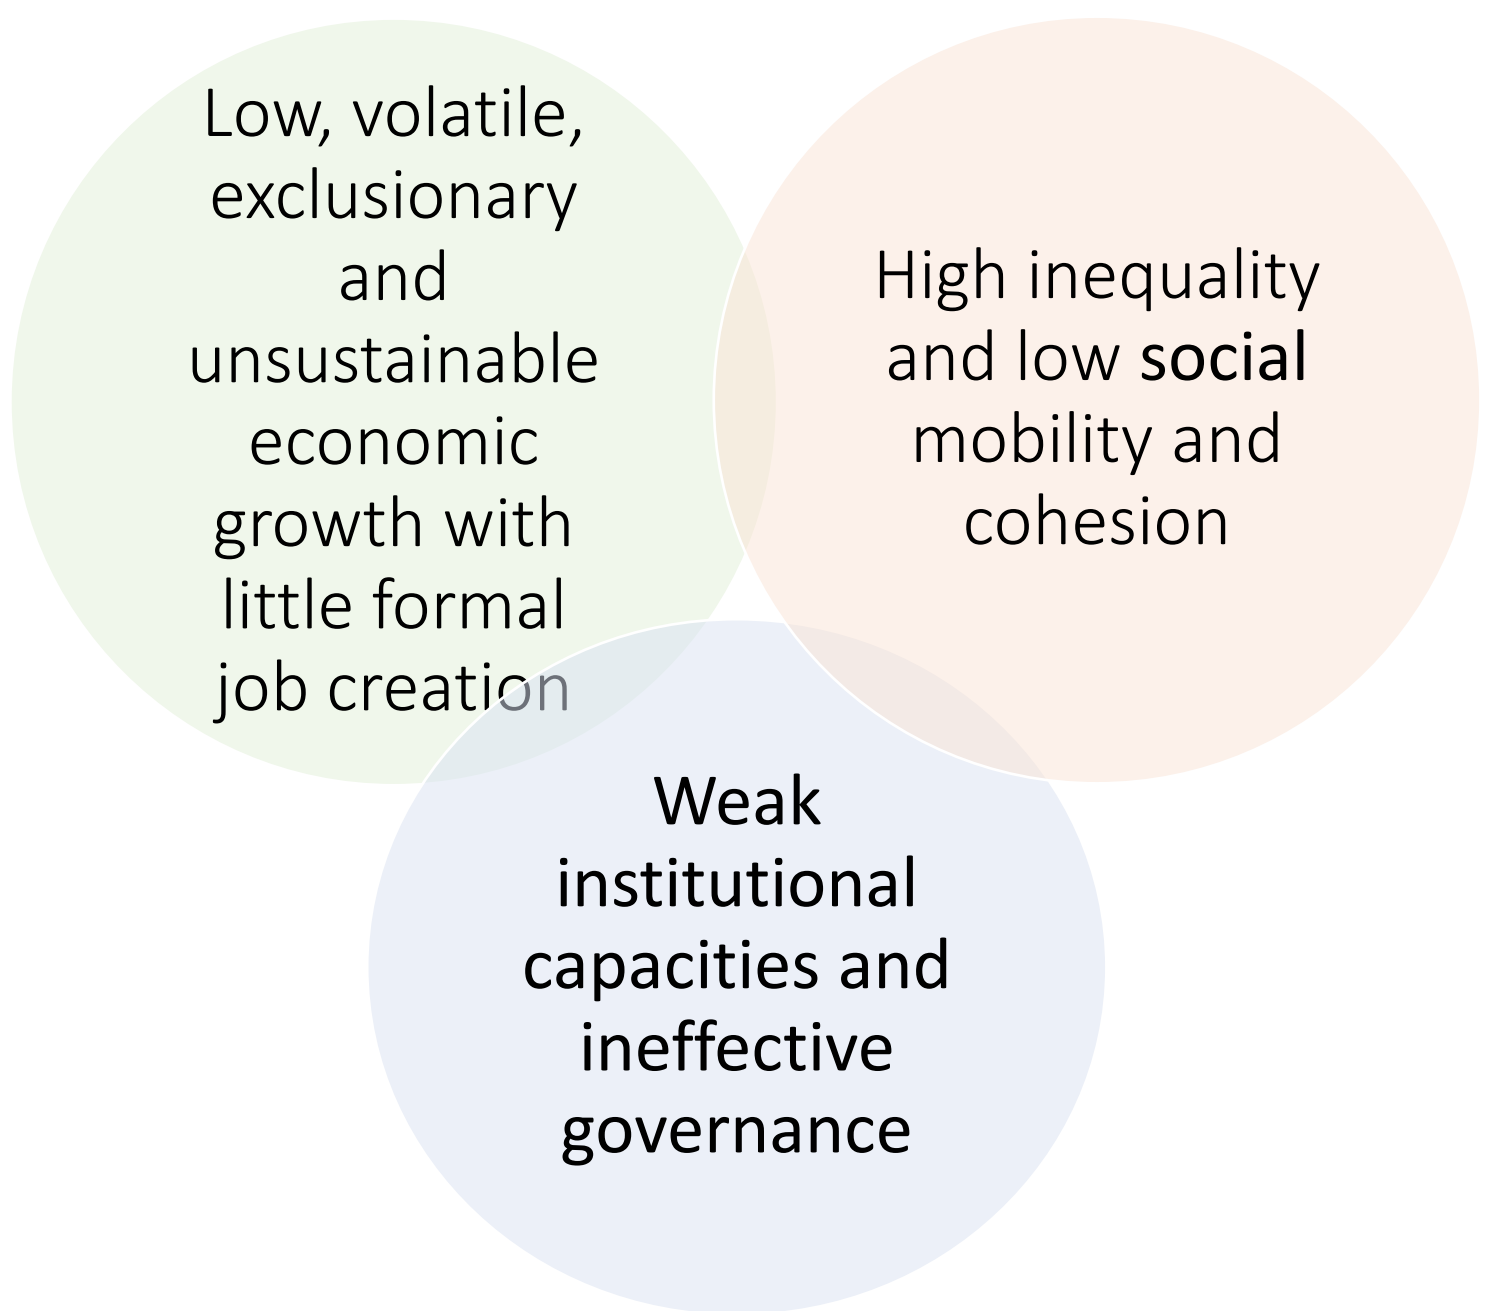 Low, volatile,
exclusionary
and
unsustainable
economic
growth with
little formal
job creation
High inequality
and low social
mobility and
cohesion
Weak
institutional
capacities and
ineffective
governance